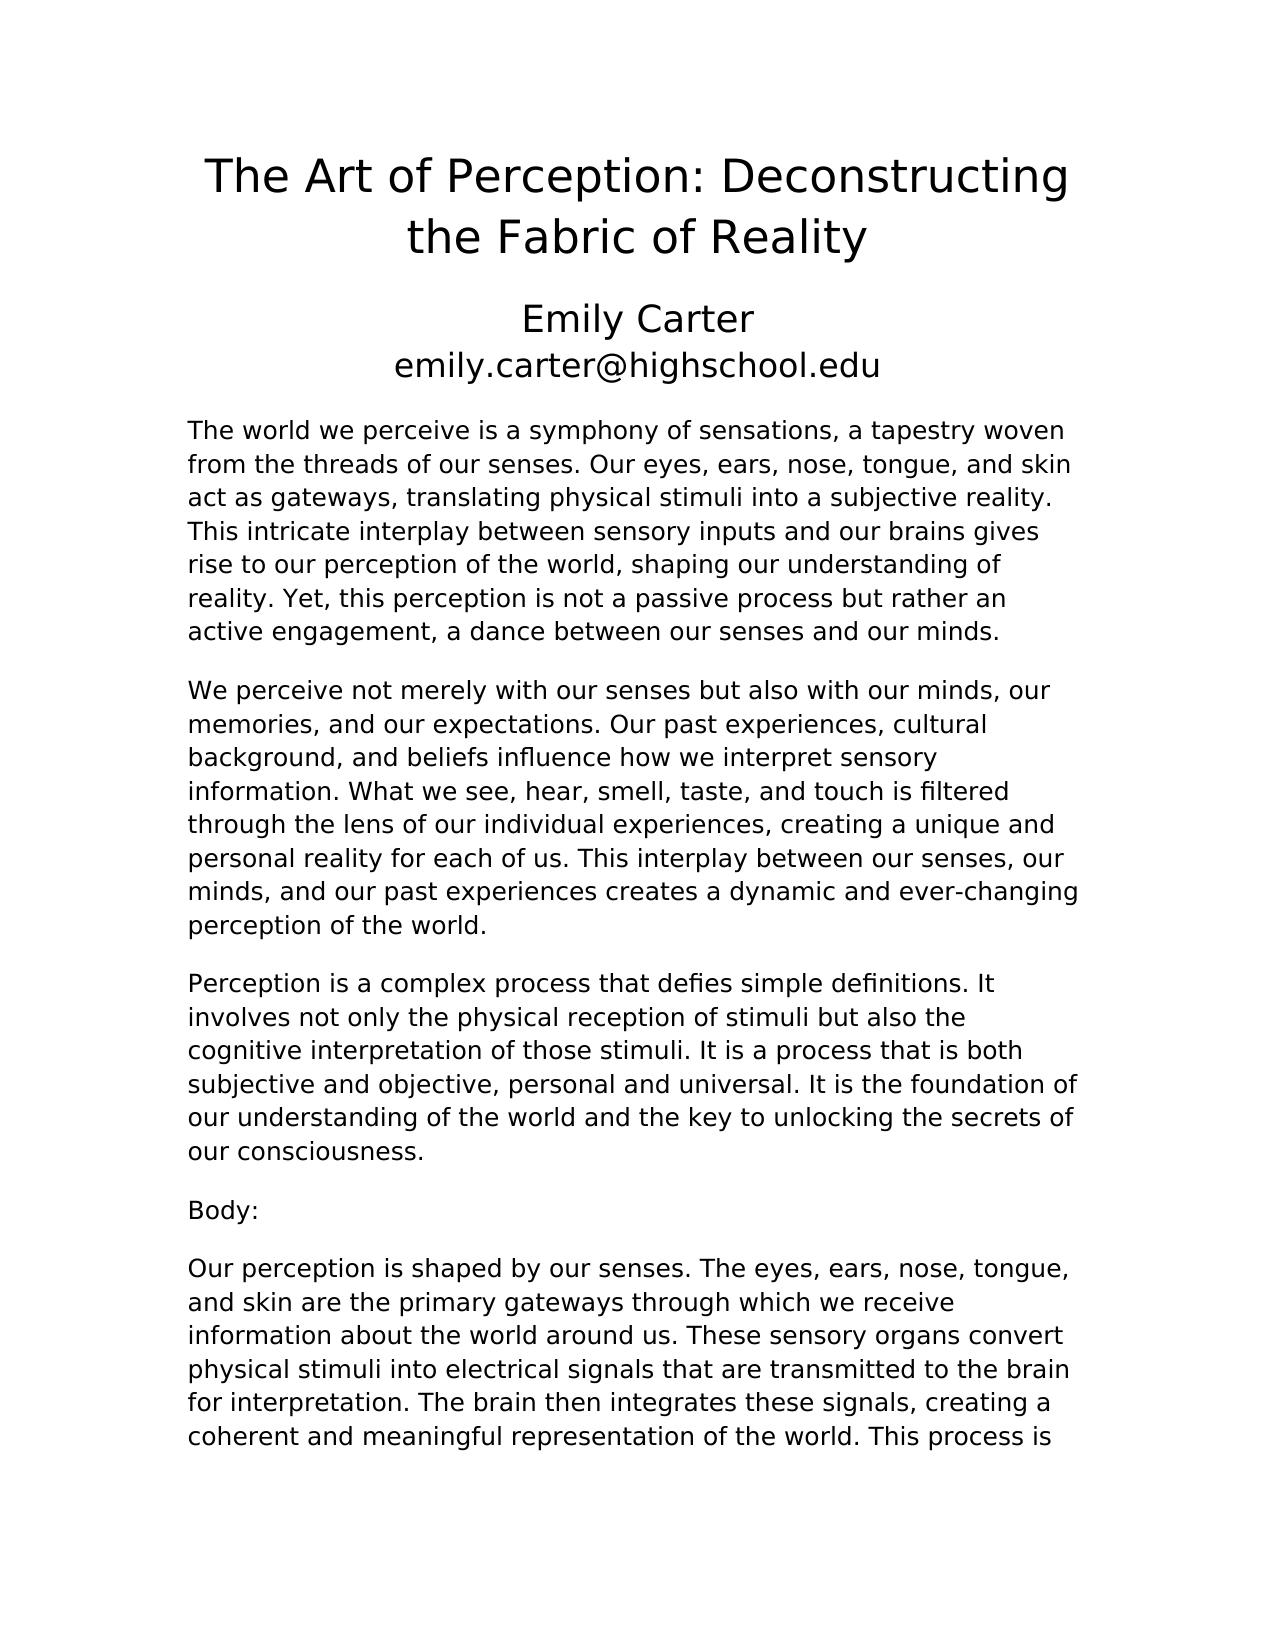 The Art of Perception: Deconstructing
the Fabric of Reality
Emily Carter
emily.carter@highschool.edu
The world we perceive is a symphony of sensations, a tapestry woven
from the threads of our senses. Our eyes, ears, nose, tongue, and skin
act as gateways, translating physical stimuli into a subjective reality.
This intricate interplay between sensory inputs and our brains gives
rise to our perception of the world, shaping our understanding of
reality. Yet, this perception is not a passive process but rather an
active engagement, a dance between our senses and our minds.
We perceive not merely with our senses but also with our minds, our
memories, and our expectations. Our past experiences, cultural
background, and beliefs influence how we interpret sensory
information. What we see, hear, smell, taste, and touch is filtered
through the lens of our individual experiences, creating a unique and
personal reality for each of us. This interplay between our senses, our
minds, and our past experiences creates a dynamic and ever-changing
perception of the world.
Perception is a complex process that defies simple definitions. It
involves not only the physical reception of stimuli but also the
cognitive interpretation of those stimuli. It is a process that is both
subjective and objective, personal and universal. It is the foundation of
our understanding of the world and the key to unlocking the secrets of
our consciousness.
Body:
Our perception is shaped by our senses. The eyes, ears, nose, tongue,
and skin are the primary gateways through which we receive
information about the world around us. These sensory organs convert
physical stimuli into electrical signals that are transmitted to the brain
for interpretation. The brain then integrates these signals, creating a
coherent and meaningful representation of the world. This process is